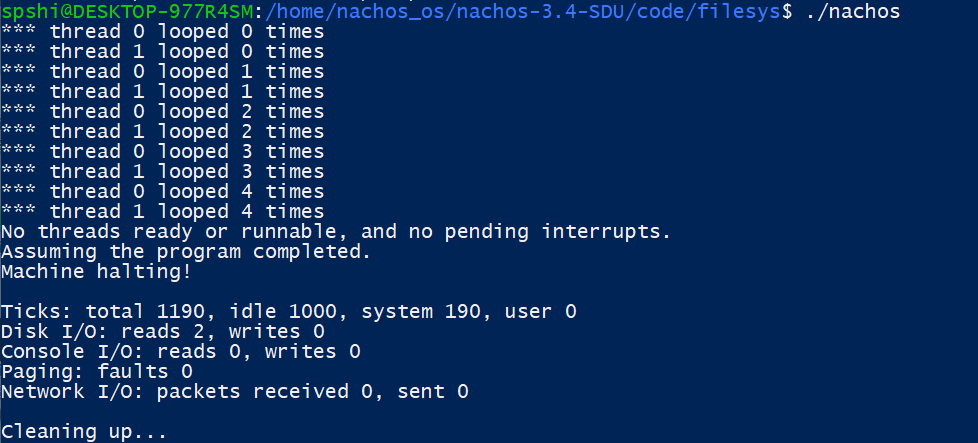 spshi@DESKTOP-977R4SM:/home/nachos_os/nachos-3.4-SDU/code/filesys$ ./nachos
*** thread 0 looped 0 times
*** thread 1 looped 0 times
*** thread 0 looped 1 times
*** thread 1 looped 1 times
*** thread 0 looped 2 times
*** thread 1 looped 2 times
*** thread 0 looped 3 times
*** thread 1 looped 3 times
*** thread 0 looped 4 times
*** thread 1 looped 4 times
No threads ready or runnable, and no pending interrupts.
Assuming the program completed.
Machine halting!
Ticks: total 1190, idle 1000, system 190, user 0
Disk I/O: reads 2, writes 0
Console I/O: reads 0, writes 0
Paging: faults 0
Network I/O: packets received 0, sent 0
Cleaning up...